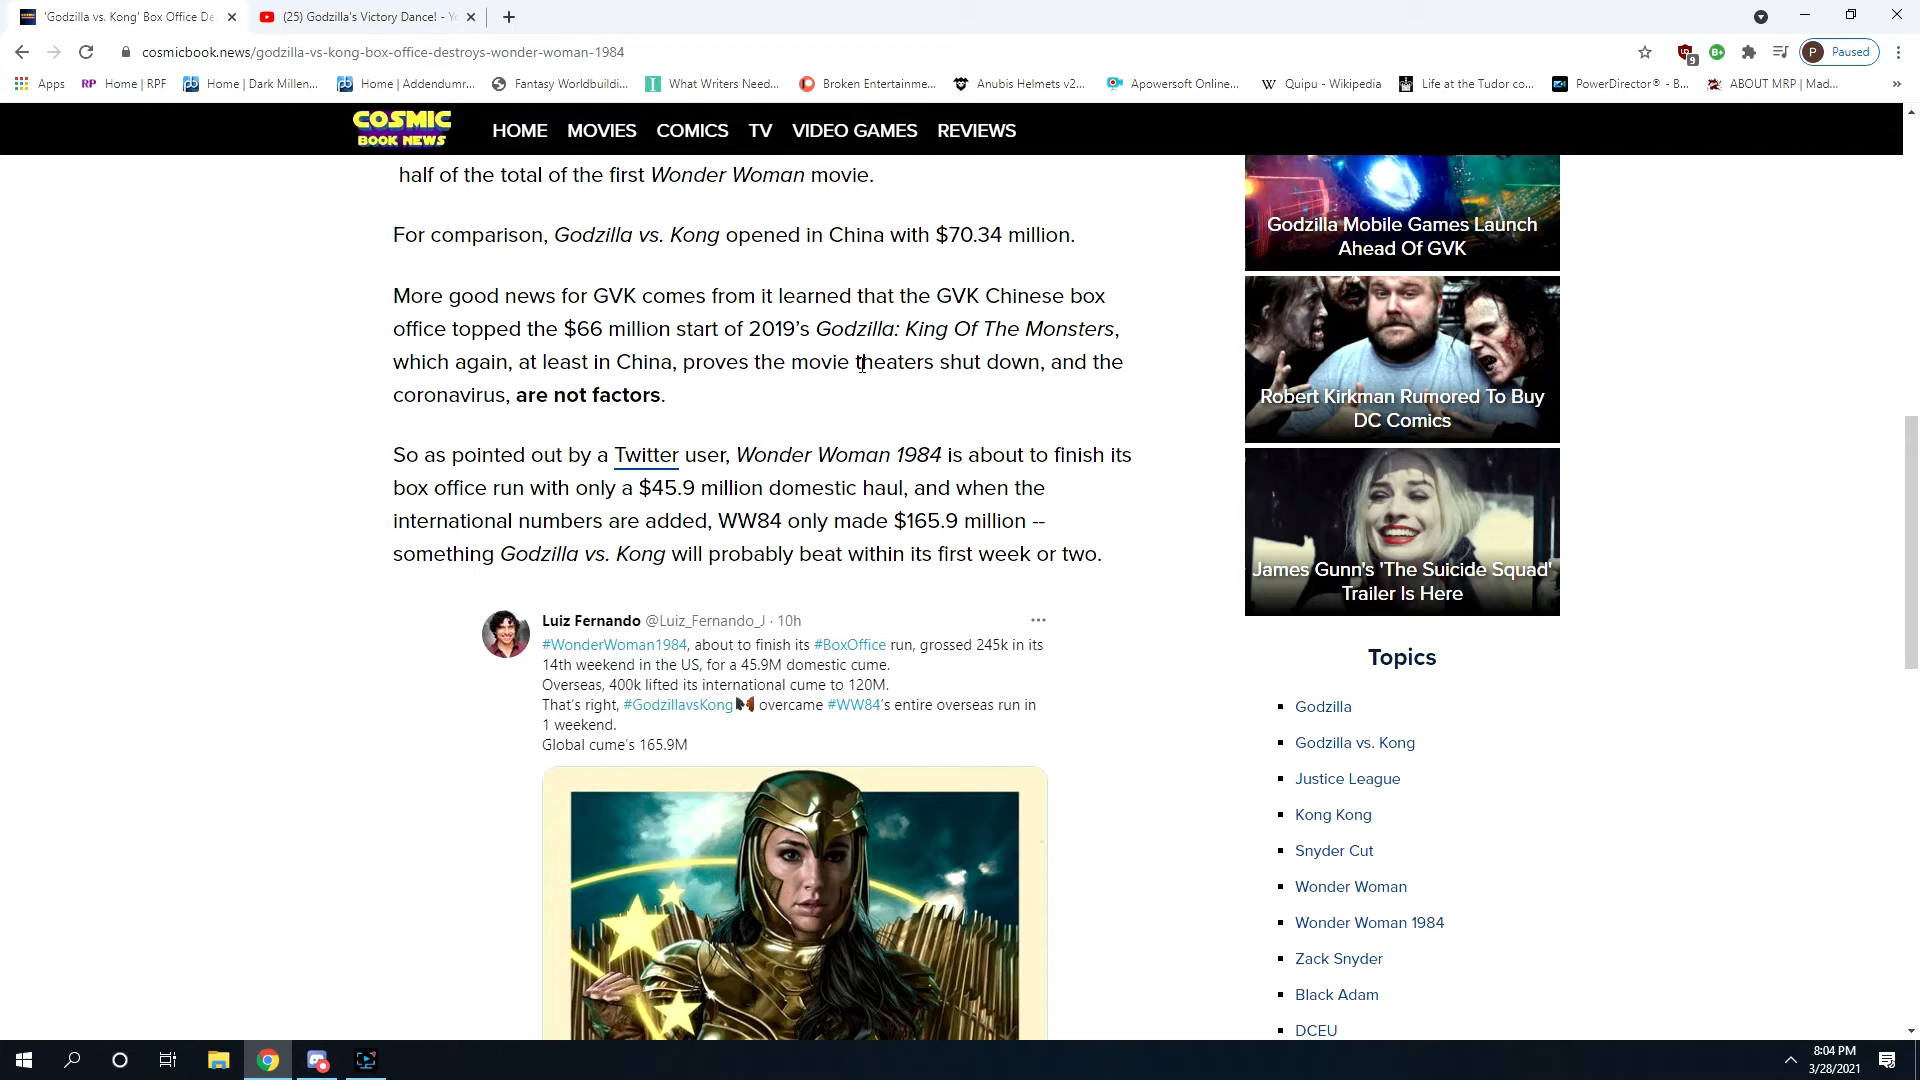 'Godzilla vs. Kong' Box Office De
(25) Godzilla's Victory Dance! - Yo
cosmicbook.news/godzilla-vs-kong-box-office-destroys-wonder-woman-1984
9
P Paused
Apps
RP Home | RPF
pb Home | Dark Millen...
pb Home | Addendumr...
Fantasy Worldbuildi...
What Writers Need...
Broken Entertainme...
Anubis Helmets v2...
Apowersoft Online...
W Quipu - Wikipedia
Life at the Tudor co...
PowerDirector® - B...
ABOUT MRP | Mad...
»
COSMIC
BOOK NEWS
HOME MOVIES COMICS TV VIDEO GAMES REVIEWS
half of the total of the first Wonder Woman movie.
For comparison, Godzilla vs. Kong opened in China with $70.34 million.
More good news for GVK comes from it learned that the GVK Chinese box
office topped the $66 million start of 2019's Godzilla: King Of The Monsters,
which again, at least in China, proves the movie theaters shut down, and the
coronavirus, are not factors.
So as pointed out by a Twitter user, Wonder Woman 1984 is about to finish its
box office run with only a $45.9 million domestic haul, and when the
international numbers are added, WW84 only made $165.9 million --
something Godzilla vs. Kong will probably beat within its first week or two.
Luiz Fernando @Luiz_Fernando_J · 10h
#WonderWoman1984, about to finish its #BoxOffice run, grossed 245k in its
14th weekend in the US, for a 45.9M domestic cume.
Overseas, 400k lifted its international cume to 120M.
That's right, #GodzillavsKong overcame #WW84's entire overseas run in
1 weekend.
Global cume's 165.9M
Godzilla Mobile Games Launch
Ahead Of GVK
Robert Kirkman Rumored To Buy
DC Comics
James Gunn's 'The Suicide Squad'
Trailer Is Here
Topics
Godzilla
Godzilla vs. Kong
Justice League
Kong Kong
Snyder Cut
Wonder Woman
Wonder Woman 1984
Zack Snyder
Black Adam
DCEU
8:04 PM
3/28/2021